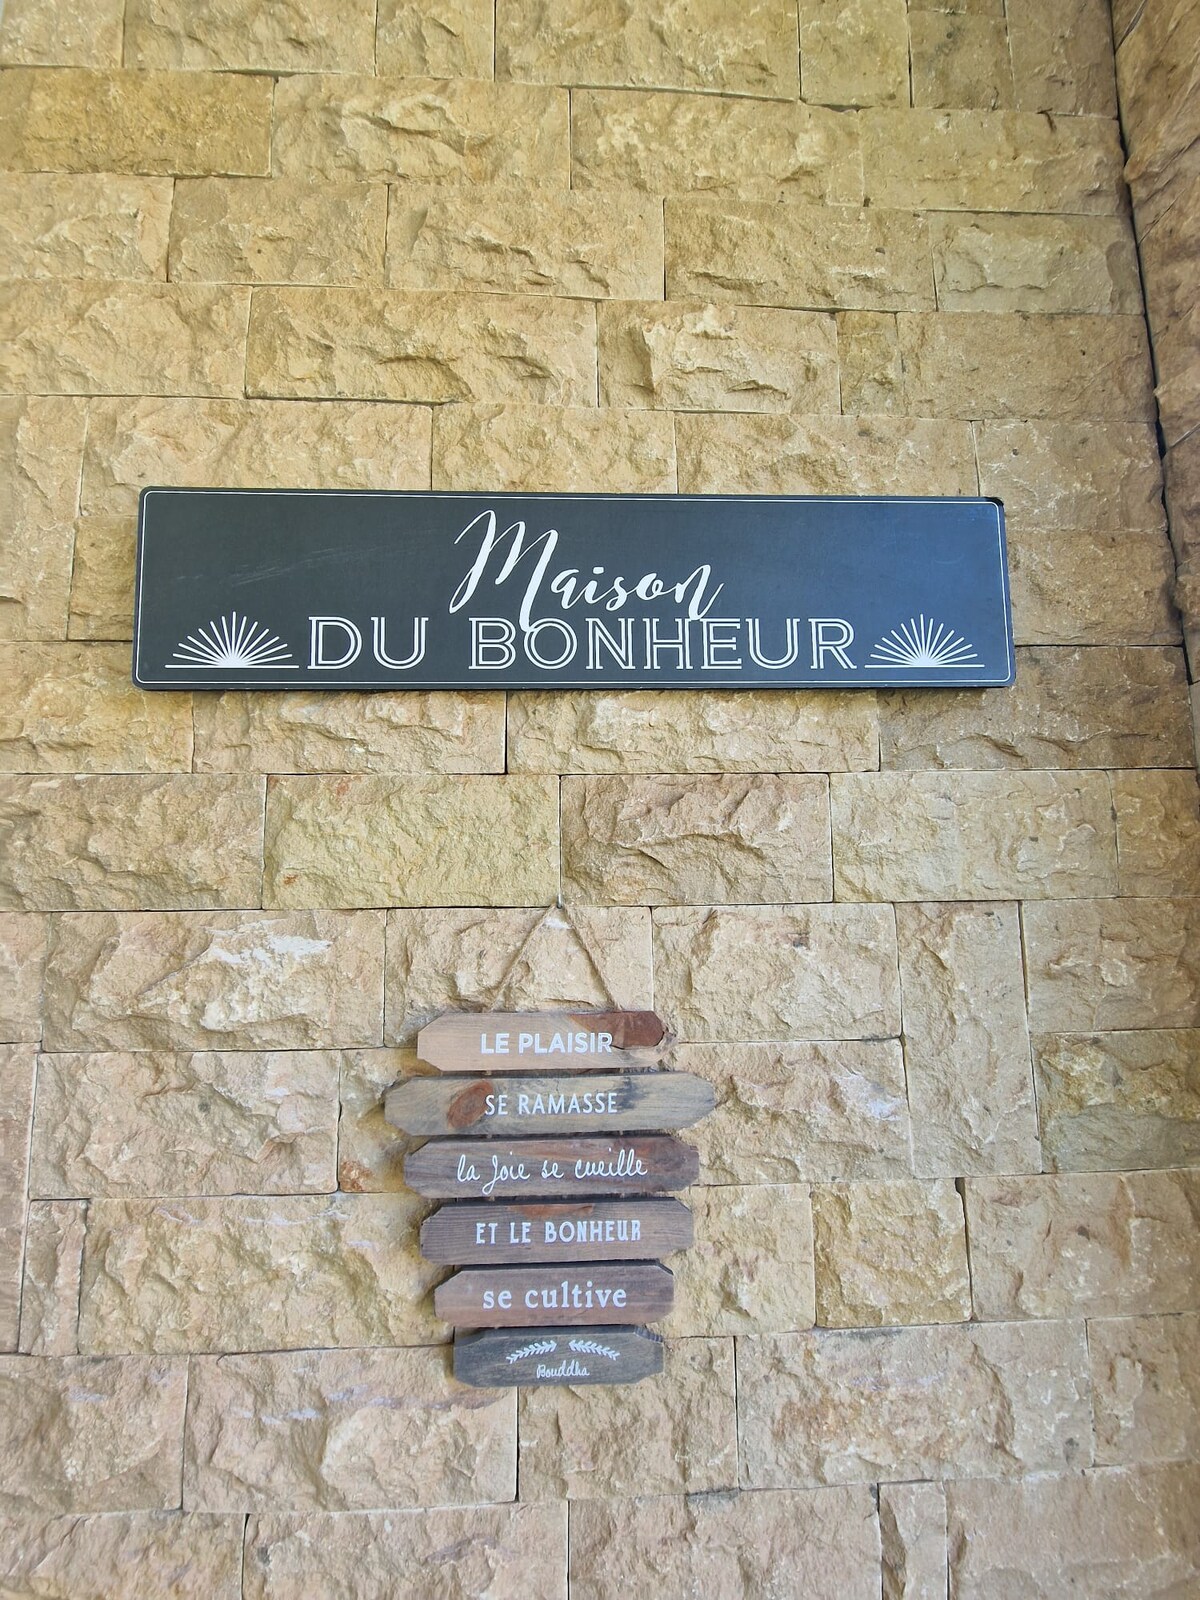 Maison
DU BONHEUR
LE PLAISIR
SE RAMASSE
la Joie se cueille
ET LE BONHEUR
se cultive
Bouddha